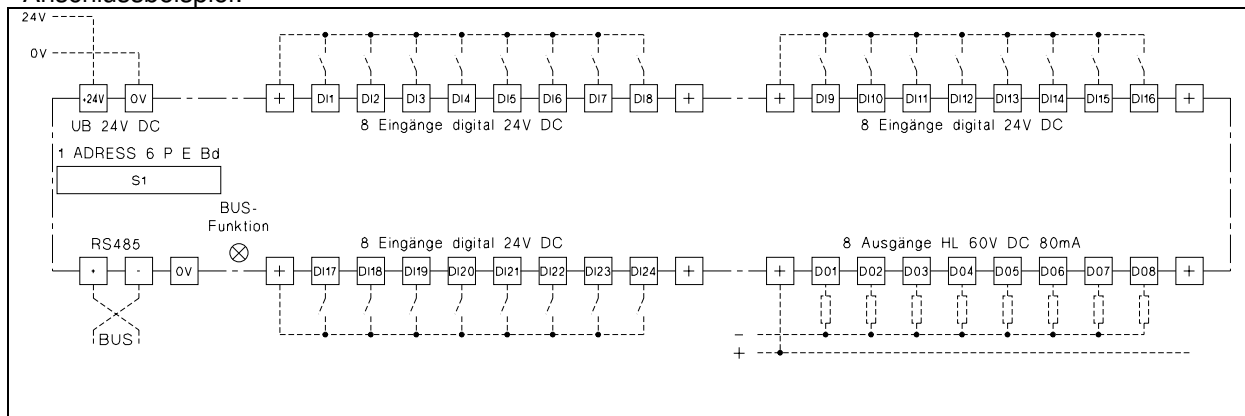 Anschlussbeispiel:
24V
0V
+24V 0V + DI1 DI2 DI3 DI4 DI5 DI6 DI7 DI8 + + DI9 DI10 DI11 DI12 DI13 DI14 DI15 DI16 +
UB 24V DC 8 Eingänge digital 24V DC 8 Eingänge digital 24V DC
1 ADRESS 6 P E Bd
S1
BUS-
Funktion
RS485 8 Eingänge digital 24V DC 8 Ausgänge HL 60V DC 80mA
+ - 0V + DI17 DI18 DI19 DI20 DI21 DI22 DI23 DI24 + + DO1 DO2 DO3 DO4 DO5 DO6 DO7 DO8 +
BUS
-
+